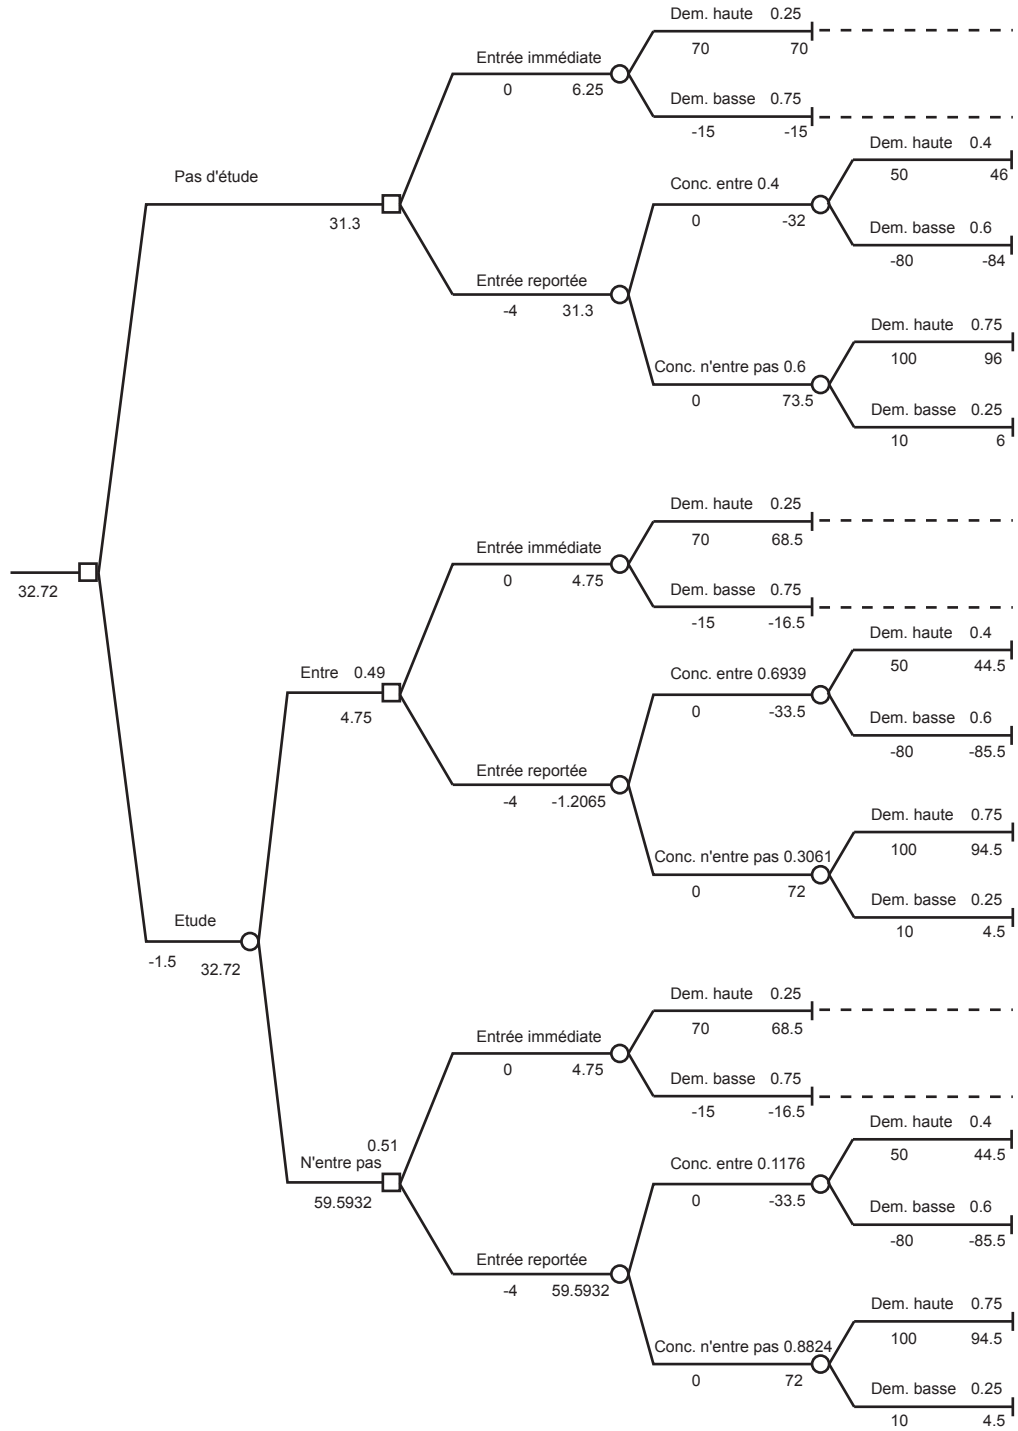 Dem. haute 0.25
70 70
Entrée immédiate
0 6.25
Dem. basse 0.75
-15 -15
Dem. haute 0.4
50 46
Pas d'étude
31.3
Conc. entre 0.4
0 -32
Dem. basse 0.6
-80 -84
Entrée reportée
-4 31.3
Dem. haute 0.75
100 96
Conc. n'entre pas 0.6
0 73.5
Dem. basse 0.25
10 6
32.72
Dem. haute 0.25
70 68.5
Entrée immédiate
0 4.75
Dem. basse 0.75
-15 -16.5
Dem. haute 0.4
50 44.5
Entre 0.49
4.75
Conc. entre 0.6939
0 -33.5
Dem. basse 0.6
-80 -85.5
Entrée reportée
-4 -1.2065
Dem. haute 0.75
100 94.5
Conc. n'entre pas 0.3061
0 72
Dem. basse 0.25
10 4.5
Etude
-1.5 32.72
Dem. haute 0.25
70 68.5
Entrée immédiate
0 4.75
Dem. basse 0.75
-15 -16.5
Dem. haute 0.4
50 44.5
0.51
N'entre pas
59.5932
Conc. entre 0.1176
0 -33.5
Dem. basse 0.6
-80 -85.5
Entrée reportée
-4 59.5932
Dem. haute 0.75
100 94.5
Conc. n'entre pas 0.8824
0 72
Dem. basse 0.25
10 4.5